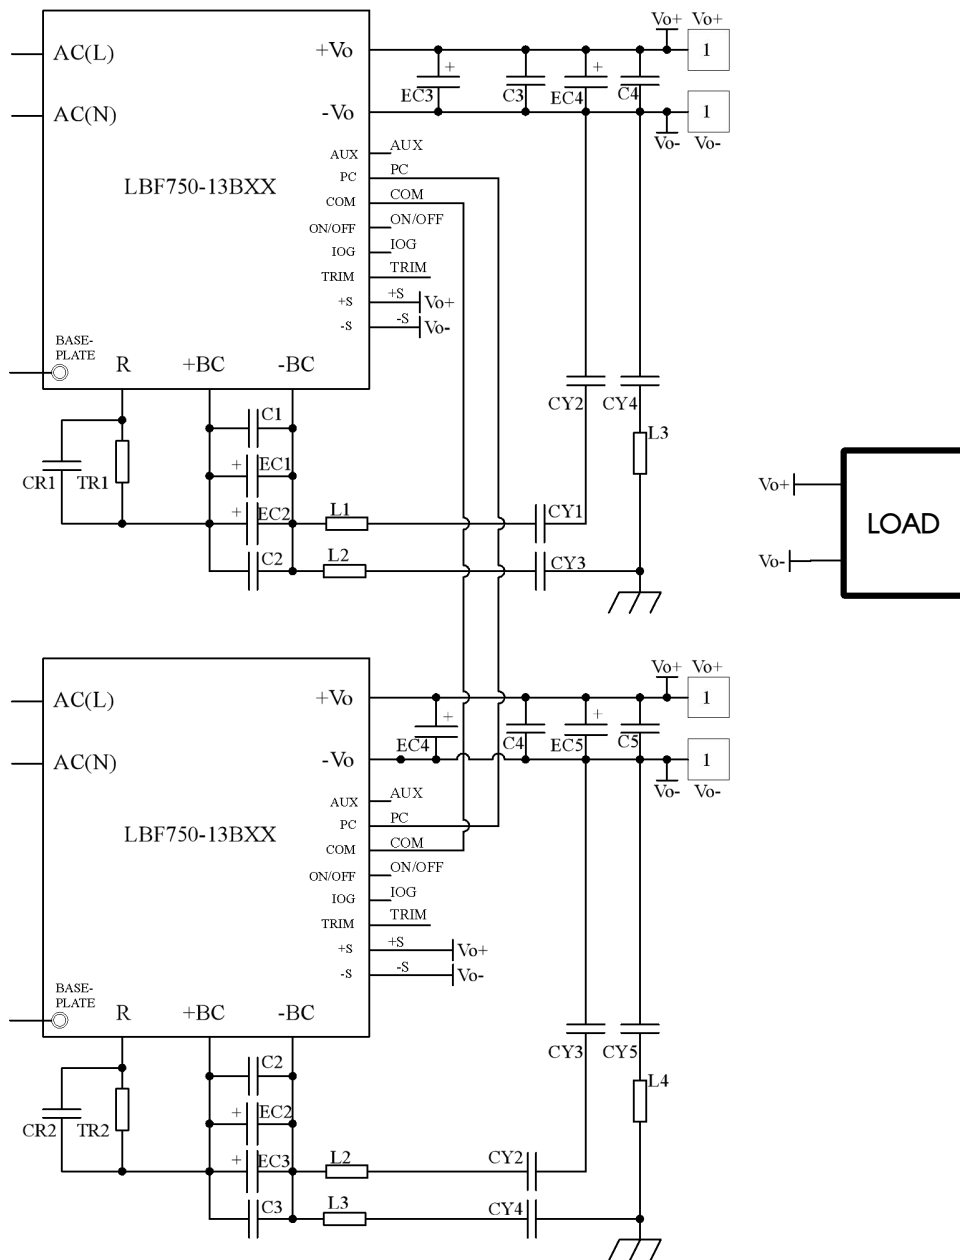 Vo+ Vo+
AC(L) +Vo 1
+ +
EC3 C3 EC4 C4
AC(N) -Vo 1
Vo- Vo-
AUX AUX
PC PC
LBF750-13BXX
COM COM
ON/OFF ON/OFF
IOG IOG
TRIM TRIM
+S +S Vo+
-S -S Vo-
BASE-
PLATE
R +BC -BC
CY2 CY4
C1
L3
+ EC1
CR1 TR1
Vo+
+ EC2 L1 CY1
LOAD
C2 L2 CY3
Vo-
Vo+ Vo+
AC(L) +Vo 1
+ +
EC4 C4 EC5 C5
AC(N) -Vo 1
Vo- Vo-
AUX AUX
PC PC
LBF750-13BXX
COM COM
ON/OFF ON/OFF
IOG IOG
TRIM TRIM
+S +S Vo+
-S -S Vo-
BASE-
PLATE
R +BC -BC
CY3 CY5
C2
L4
+ EC2
CR2 TR2
+ EC3 L2 CY2
C3 L3 CY4